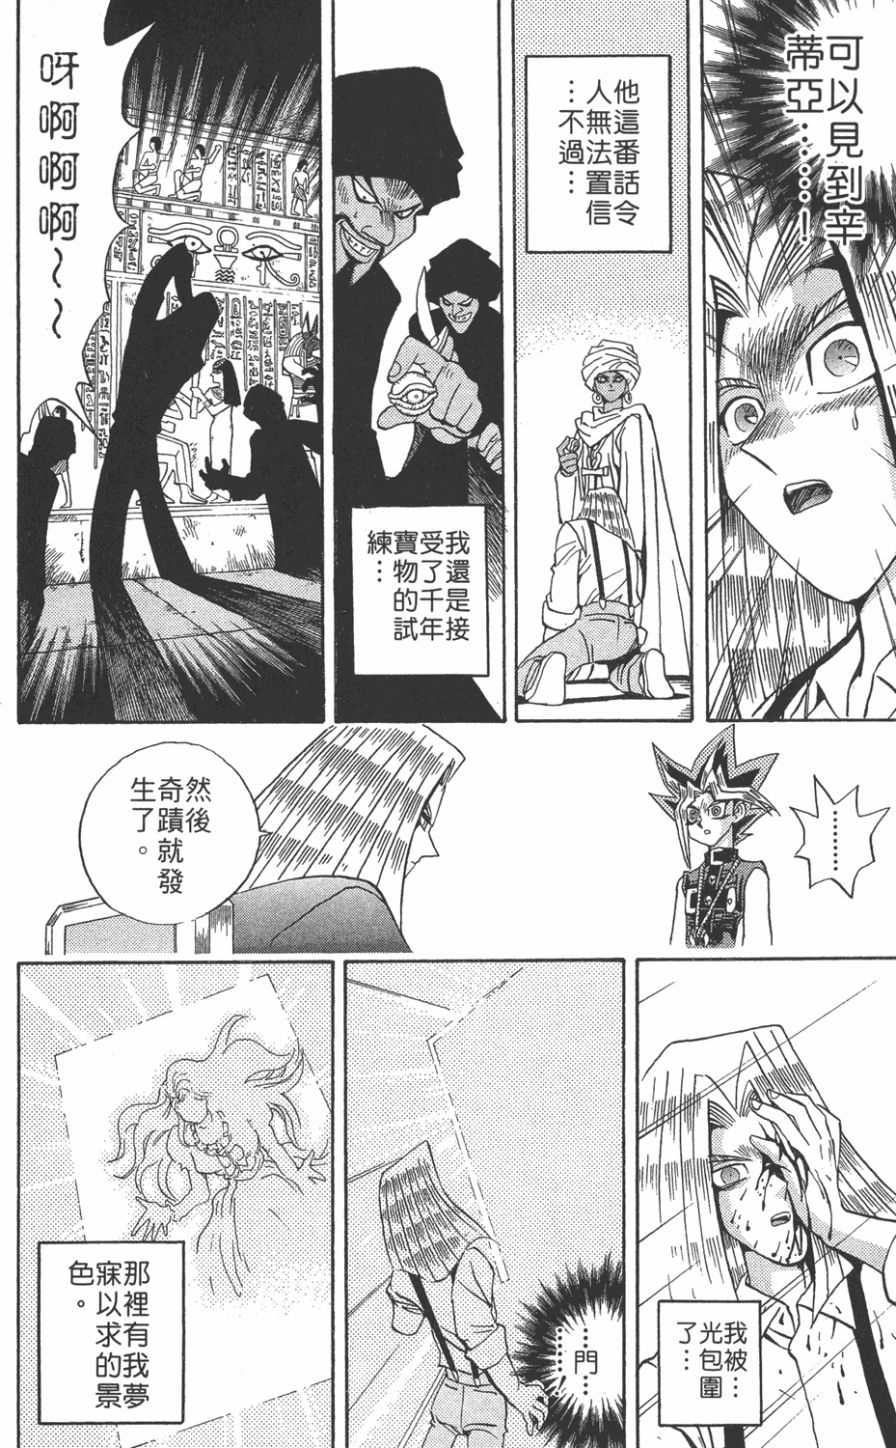 可以見到辛
蒂亞……！
他這番話令
人無法置信
…不過…
我還是接
受了千年
寶物的試
練…
呀啊啊啊～～
………
然後
奇蹟就發
生了。
我被…
光包圍
了…
…門…
那裡有我夢
寐以求的景
色。